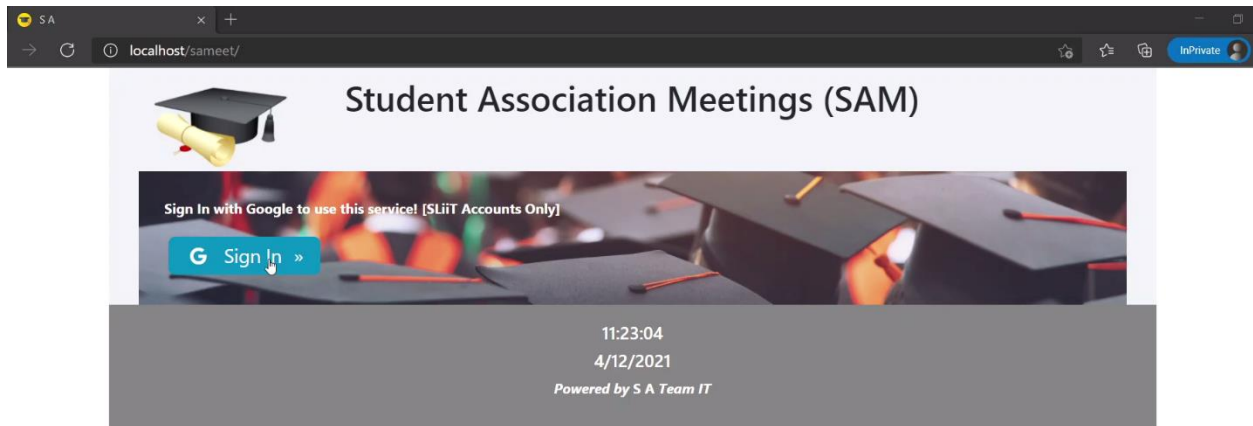 S A
localhost/sameet/
InPrivate
Student Association Meetings (SAM)
Sign In with Google to use this service! [SLiiT Accounts Only]
G Sign In »
11:23:04
4/12/2021
Powered by S A Team IT